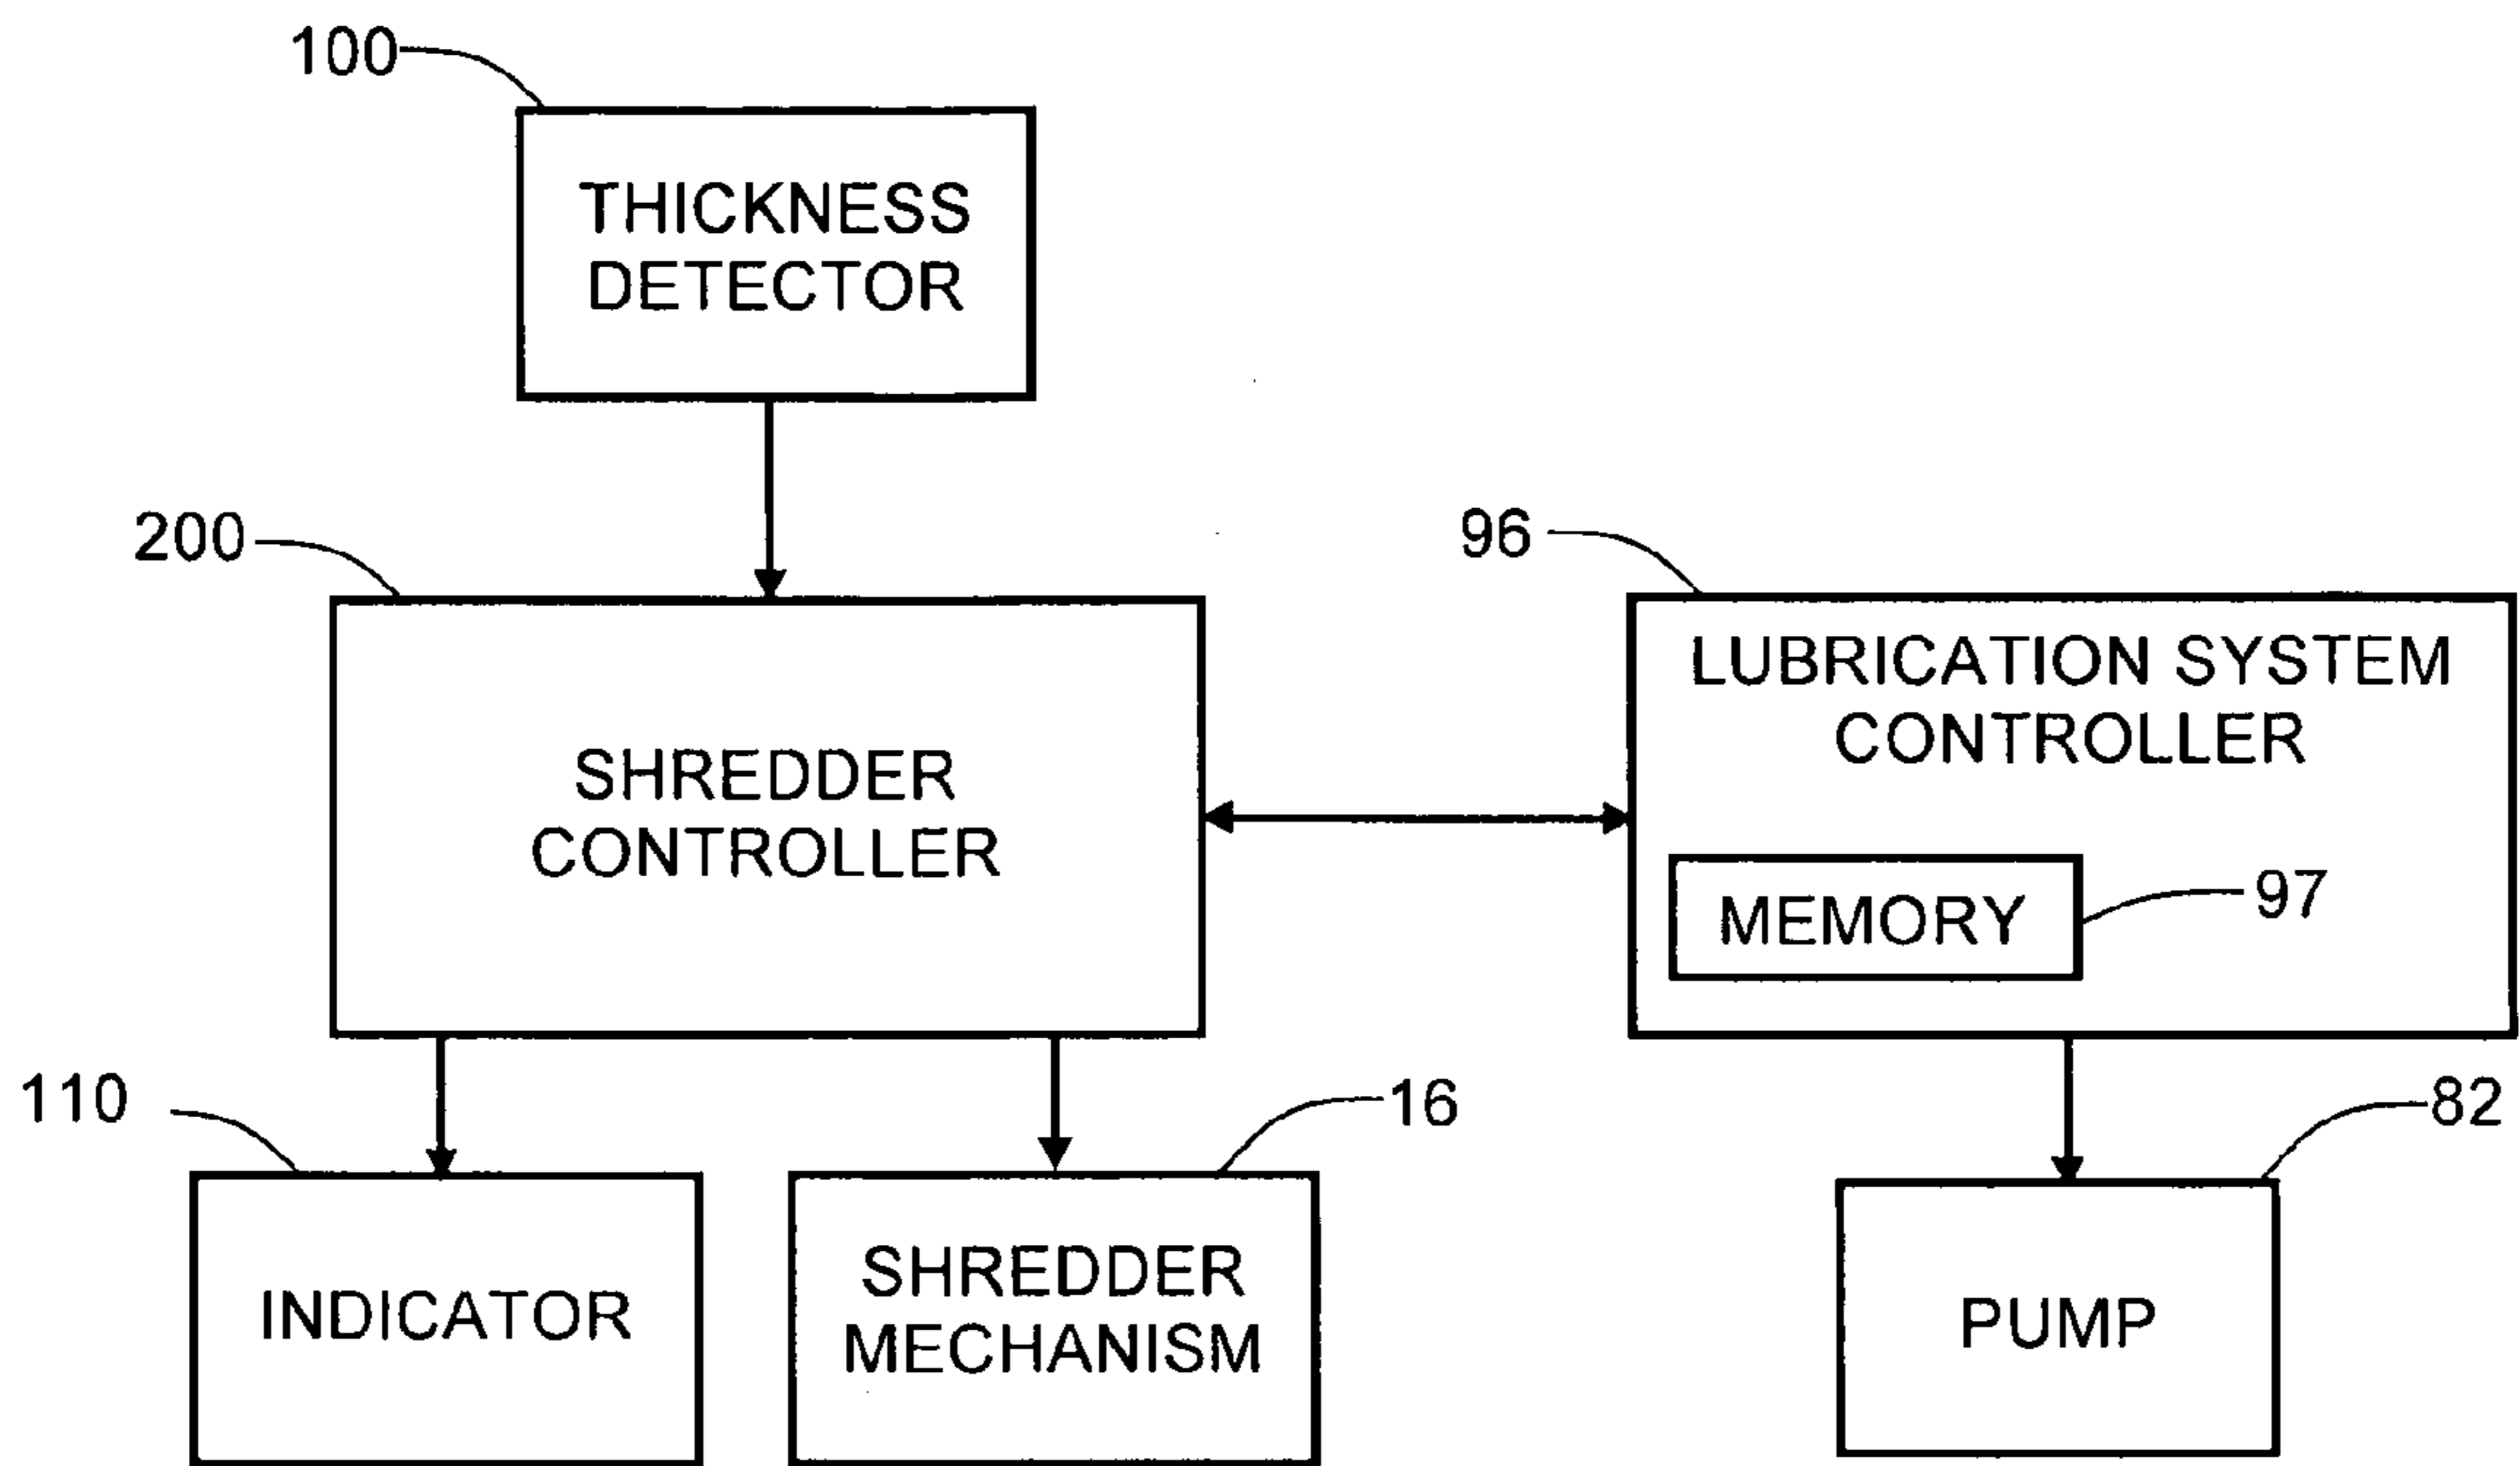 100
THICKNESS
DETECTOR
200
SHREDDER
CONTROLLER
96
LUBRICATION SYSTEM
CONTROLLER
MEMORY
97
110
INDICATOR
16
SHREDDER
MECHANISM
82
PUMP